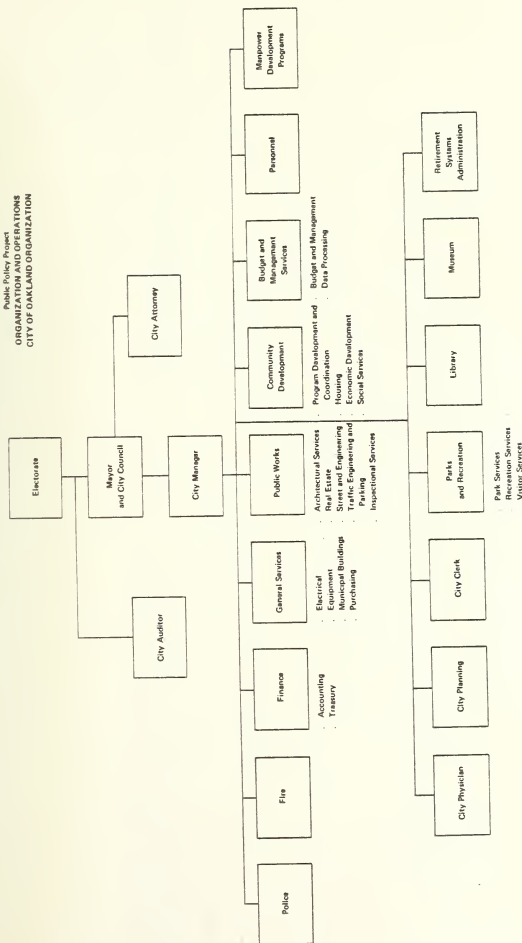 Public Policy Project
ORGANIZATION AND OPERATIONS
CITY OF OAKLAND ORGANIZATION
Electorate
City Auditor
Mayor
and City Council
City Attorney
City Manager
Police
Fire
Finance
. Accounting
. Treasury
General Services
. Electrical
. Equipment
. Municipal Buildings
. Purchasing
Public Works
. Architectural Services
. Real Estate
. Street and Engineering
. Traffic Engineering and
Parking
. Inspectional Services
Community
Development
. Program Development and
Coordination
. Housing
. Economic Development
. Social Services
Budget and
Management
Services
. Budget and Management
. Data Processing
Personnel
Manpower
Development
Programs
City Physician
City Planning
City Clerk
Parks
and Recreation
. Park Services
. Recreation Services
. Visitor Services
Library
Museum
Retirement
Systems
Administration